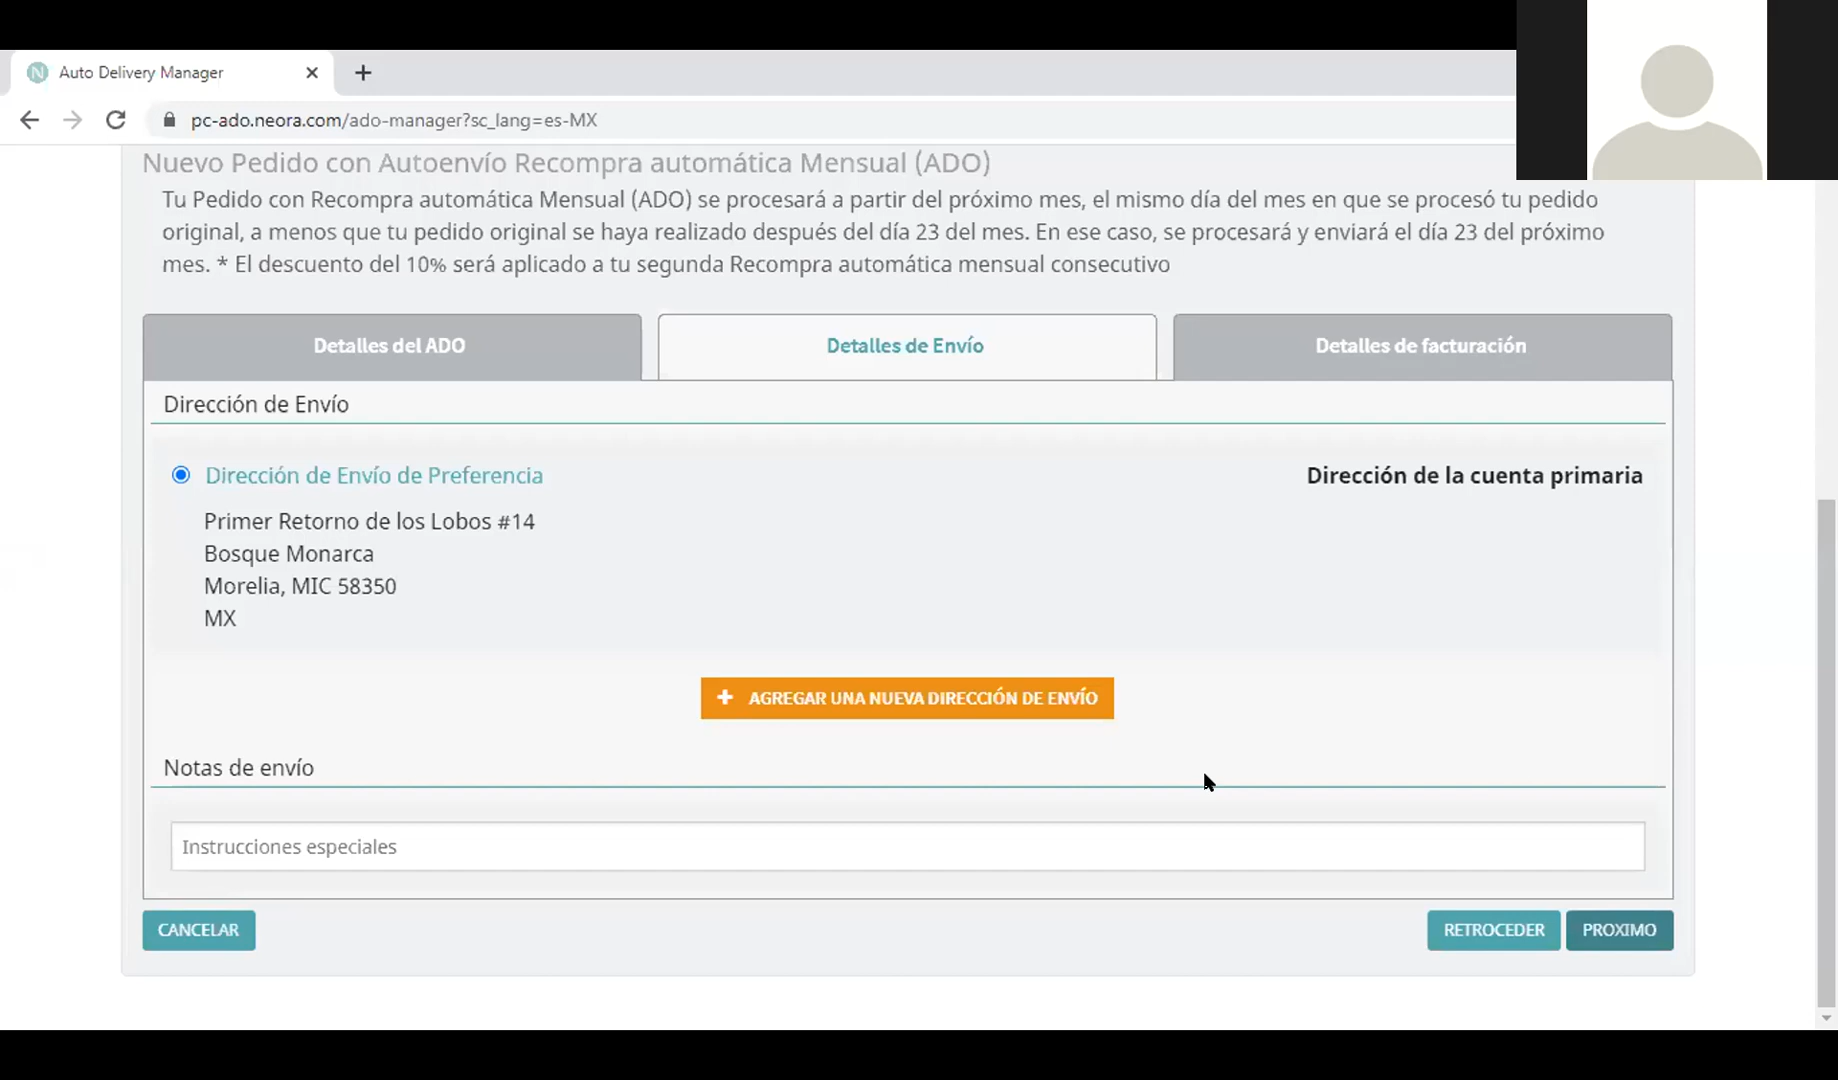 Auto Delivery Manager
pc-ado.neora.com/ado-manager?sc_lang=es-MX
Nuevo Pedido con Autoenvío Recompra automática Mensual (ADO)
Tu Pedido con Recompra automática Mensual (ADO) se procesará a partir del próximo mes, el mismo día del mes en que se procesó tu pedido
original, a menos que tu pedido original se haya realizado después del día 23 del mes. En ese caso, se procesará y enviará el día 23 del próximo
mes. * El descuento del 10% será aplicado a tu segunda Recompra automática mensual consecutivo
Detalles del ADO
Detalles de Envío
Detalles de facturación
Dirección de Envío
Dirección de Envío de Preferencia
Dirección de la cuenta primaria
Primer Retorno de los Lobos #14
Bosque Monarca
Morelia, MIC 58350
MX
+ AGREGAR UNA NUEVA DIRECCIÓN DE ENVÍO
Notas de envío
Instrucciones especiales
CANCELAR
RETROCEDER
PROXIMO